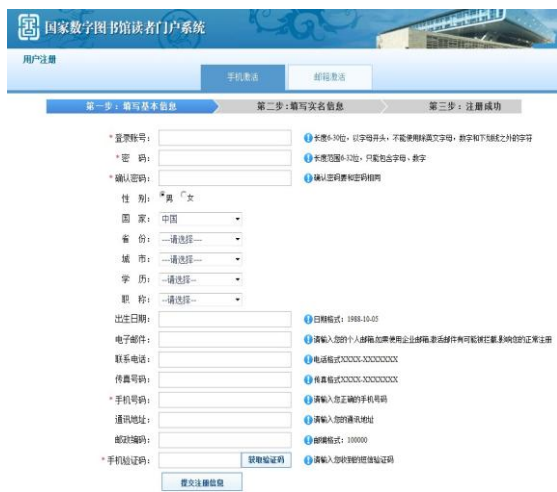 国家数字图书馆读者门户系统
用户注册
手机激活 邮箱激活
第一步：填写基本信息 第二步:填写实名信息 第三步：注册成功
*登录账号： 长度6-30位，以字母开头，不能使用除英文字母，数字和下划线之外的字符
*密 码： 长度范围6-32位，只能包含字母、数字
*确认密码： 确认密码要和密码相同
性 别： 男 女
国 家： 中国
省 份： ---请选择---
城 市： ---请选择---
学 历： --请选择--
职 称： --请选择--
出生日期： 日期格式：1988-10-05
电子邮件： 请输入您的个人邮箱,如果使用企业邮箱,激活邮件有可能被拦截,影响您的正常注册
联系电话： 电话格式XXXX-XXXXXXX
传真号码： 传真格式XXXX-XXXXXXX
*手机号码： 请输入您正确的手机号码
通讯地址： 请输入您的通讯地址
邮政编码： 邮编格式：100000
*手机验证码： 获取验证码 请输入您收到的短信验证码
提交注册信息